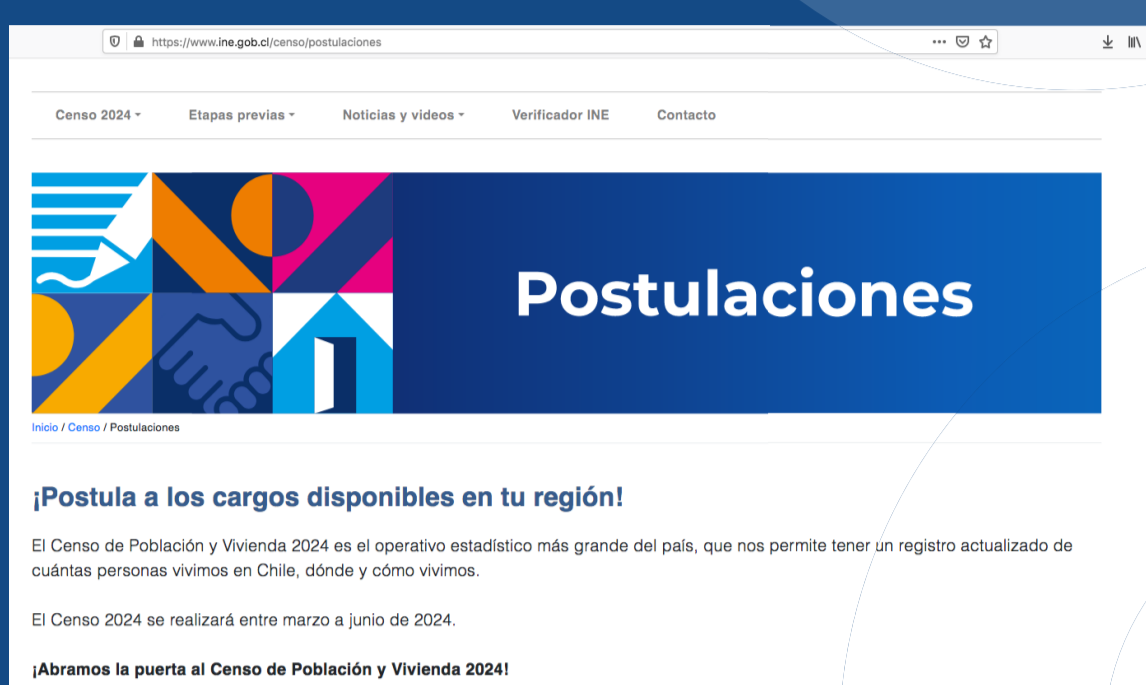 https://www.ine.gob.cl/censo/postulaciones
Censo 2024 Etapas previas Noticias y videos Verificador INE Contacto
Postulaciones
Inicio / Censo / Postulaciones
¡Postula a los cargos disponibles en tu región!
El Censo de Población y Vivienda 2024 es el operativo estadístico más grande del país, que nos permite tener un registro actualizado de
cuántas personas vivimos en Chile, dónde y cómo vivimos.
El Censo 2024 se realizará entre marzo a junio de 2024.
¡Abramos la puerta al Censo de Población y Vivienda 2024!